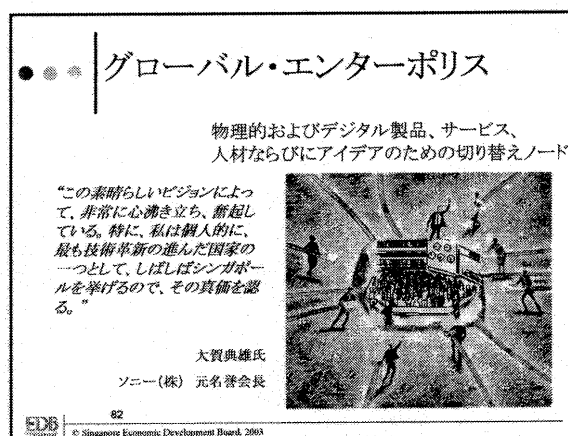 グローバル・エンターポリス
物理的およびデジタル製品、サービス、
人材ならびにアイデアのための切り替えノード
“この素晴らしいビジョンによっ
て、非常に心沸き立ち、奮起し
ている。特に、私は個人的に、
最も技術革新の進んだ国家の
一つとして、しばしばシンガポー
ルを挙げるので、その真価を認
る。”
大賀典雄氏
ソニー(株) 元名誉会長
82
EDB
© Singapore Economic Development Board, 2003